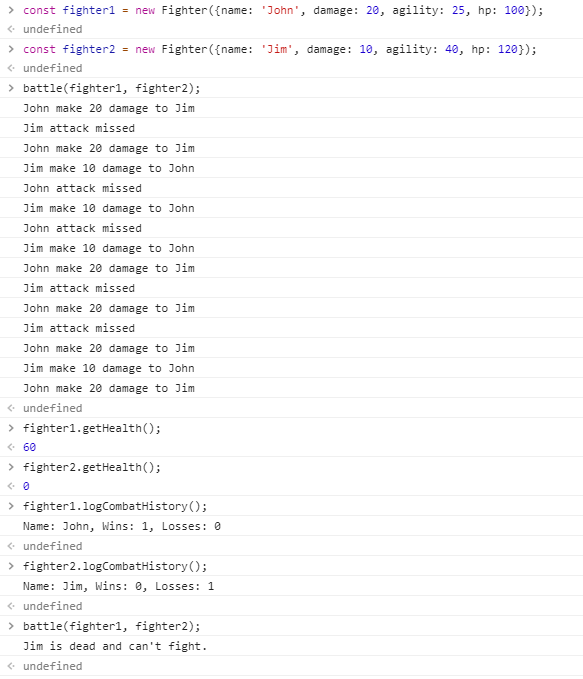 > const fighter1 = new Fighter({name: 'John', damage: 20, agility: 25, hp: 100});
< undefined
> const fighter2 = new Fighter({name: 'Jim', damage: 10, agility: 40, hp: 120});
< undefined
> battle(fighter1, fighter2);
John make 20 damage to Jim
Jim attack missed
John make 20 damage to Jim
Jim make 10 damage to John
John attack missed
Jim make 10 damage to John
John attack missed
Jim make 10 damage to John
John make 20 damage to Jim
Jim attack missed
John make 20 damage to Jim
Jim attack missed
John make 20 damage to Jim
Jim make 10 damage to John
John make 20 damage to Jim
< undefined
> fighter1.getHealth();
< 60
> fighter2.getHealth();
< 0
> fighter1.logCombatHistory();
Name: John, Wins: 1, Losses: 0
< undefined
> fighter2.logCombatHistory();
Name: Jim, Wins: 0, Losses: 1
< undefined
> battle(fighter1, fighter2);
Jim is dead and can't fight.
< undefined